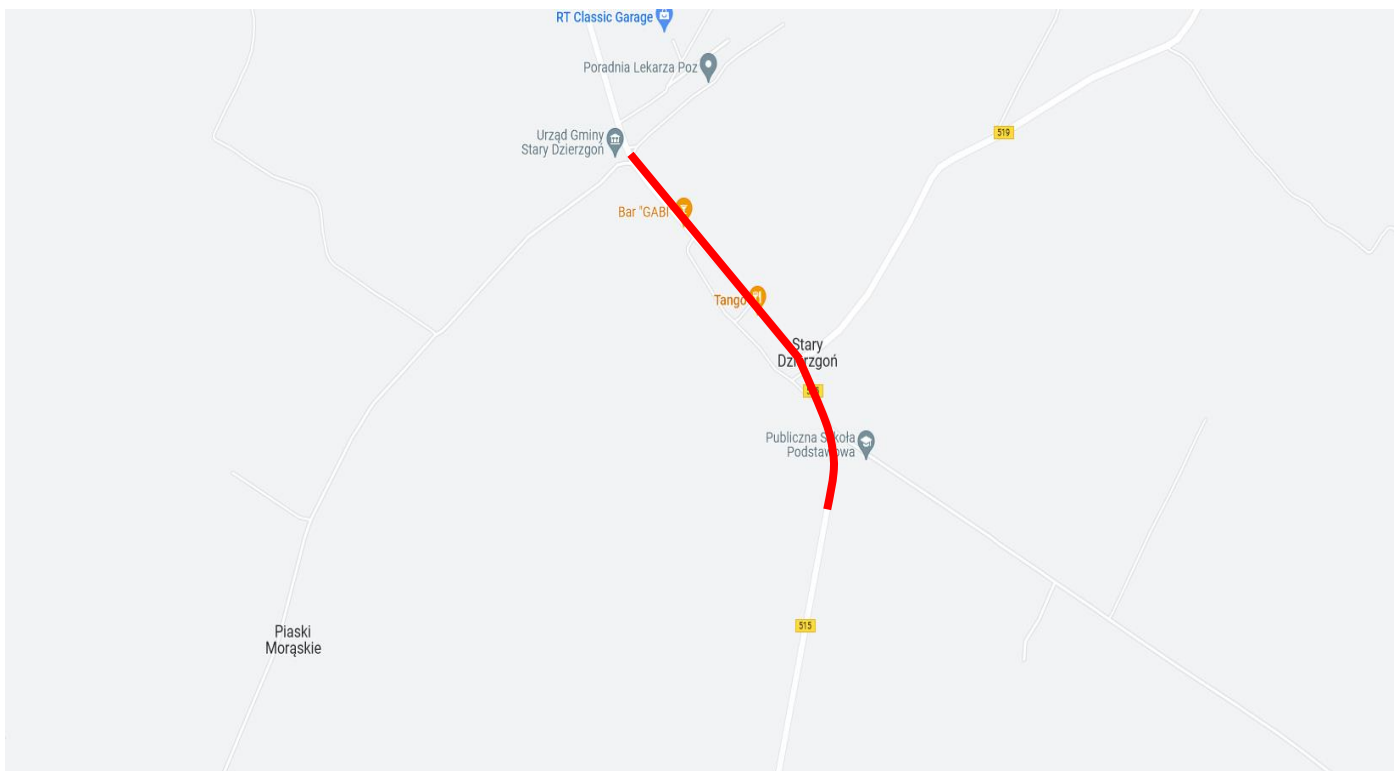 RT Classic Garage
Poradnia Lekarza Poz
Urząd Gminy
Stary Dzierzgoń
519
Bar "GABI
Tango
Stary
Dzierzgoń
Publiczna Szkoła
Podstawowa
515
Piaski
Morąskie